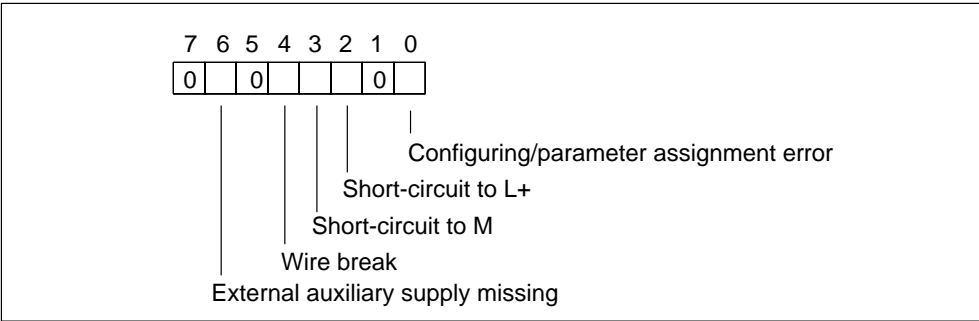 7 6 5 4 3 2 1 0
0 0 0
Configuring/parameter assignment error
Short-circuit to L+
Short-circuit to M
Wire break
External auxiliary supply missing